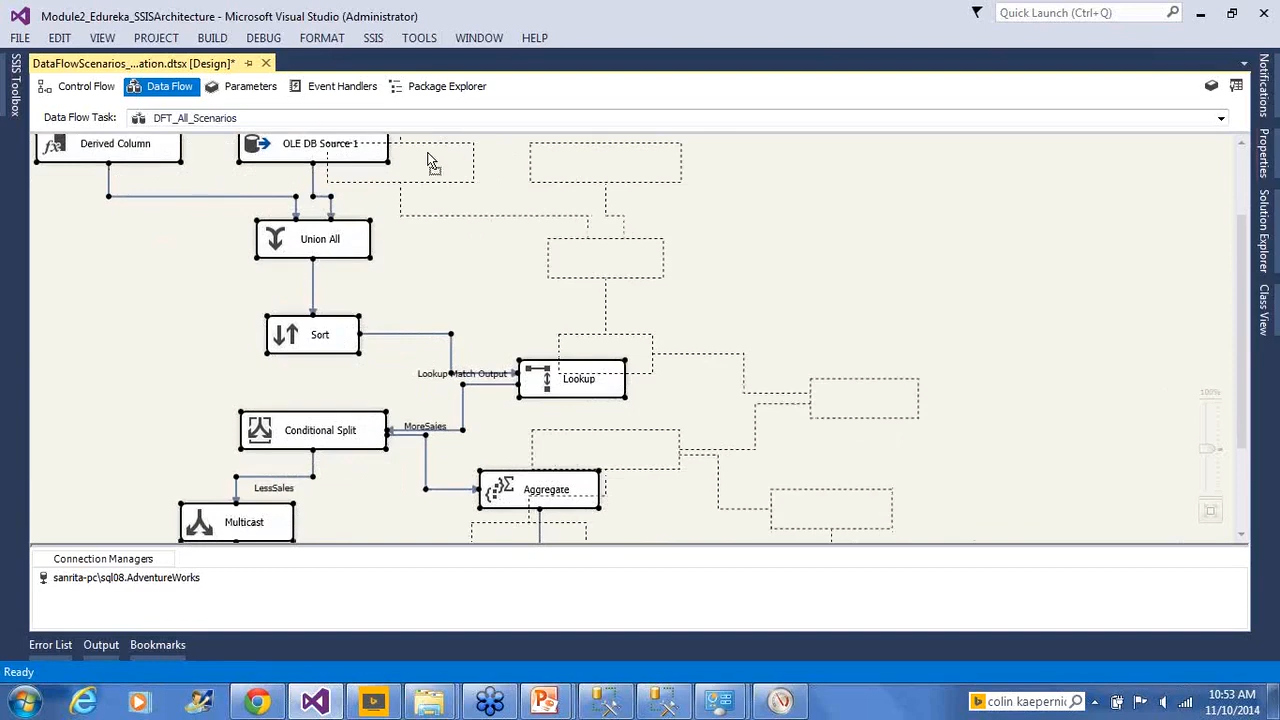 Module2_Edureka_SSISArchitecture - Microsoft Visual Studio (Administrator)
Quick Launch (Ctrl+Q)
FILE EDIT VIEW PROJECT BUILD DEBUG FORMAT SSIS TOOLS WINDOW HELP
SSIS Toolbox
DataFlowScenarios_...ation.dtsx [Design]*
Control Flow Data Flow Parameters Event Handlers Package Explorer
Data Flow Task: DFT_All_Scenarios
Derived Column
OLE DB Source 1
Union All
Sort
Lookup Match Output
Lookup
Conditional Split
MoreSales
Aggregate
LessSales
Multicast
100%
Notifications
Properties
Solution Explorer
Class View
Connection Managers
sanrita-pc\sql08.AdventureWorks
Error List Output Bookmarks
Ready
colin kaepernic
10:53 AM
11/10/2014